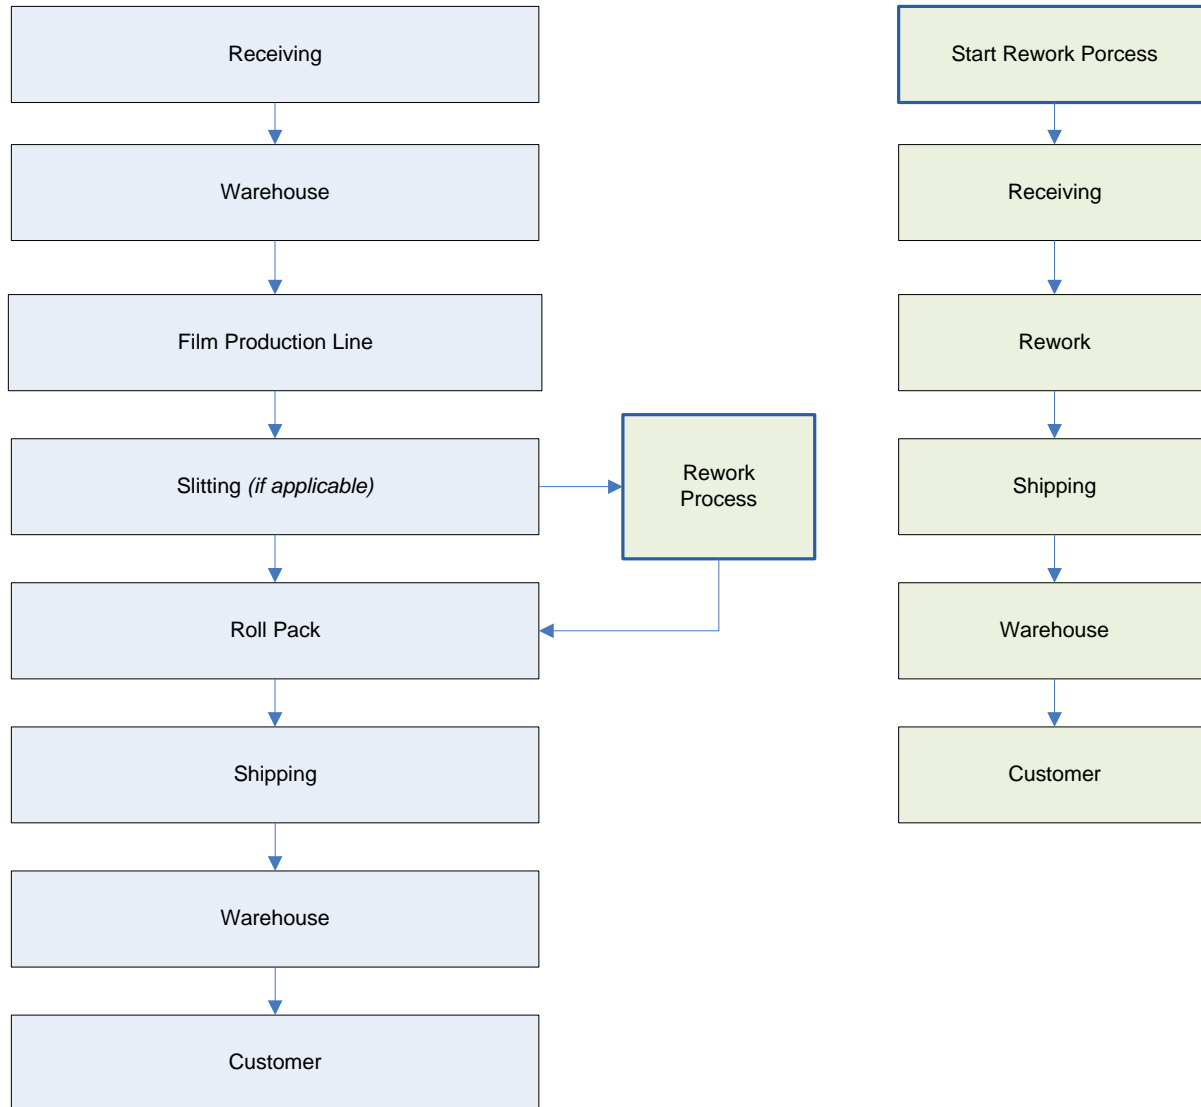 Receiving
Warehouse
Film Production Line
Slitting (if applicable)
Rework
Process
Roll Pack
Shipping
Warehouse
Customer
Start Rework Porcess
Receiving
Rework
Shipping
Warehouse
Customer